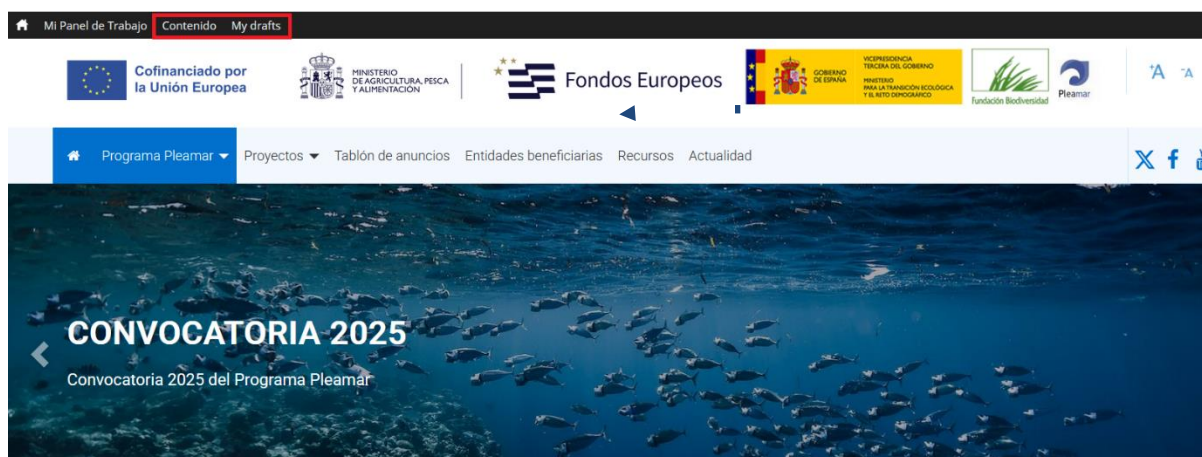 Mi Panel de Trabajo Contenido My drafts
Cofinanciado por
la Unión Europea
MINISTERIO
DE AGRICULTURA, PESCA
Y ALIMENTACIÓN
Fondos Europeos
GOBIERNO
DE ESPAÑA
VICEPRESIDENCIA
TERCERA DEL GOBIERNO
MINISTERIO
PARA LA TRANSICIÓN ECOLÓGICA
Y EL RETO DEMOGRÁFICO
Fundación Biodiversidad
Pleamar
+A -A
Programa Pleamar Proyectos Tablón de anuncios Entidades beneficiarias Recursos Actualidad
CONVOCATORIA 2025
Convocatoria 2025 del Programa Pleamar